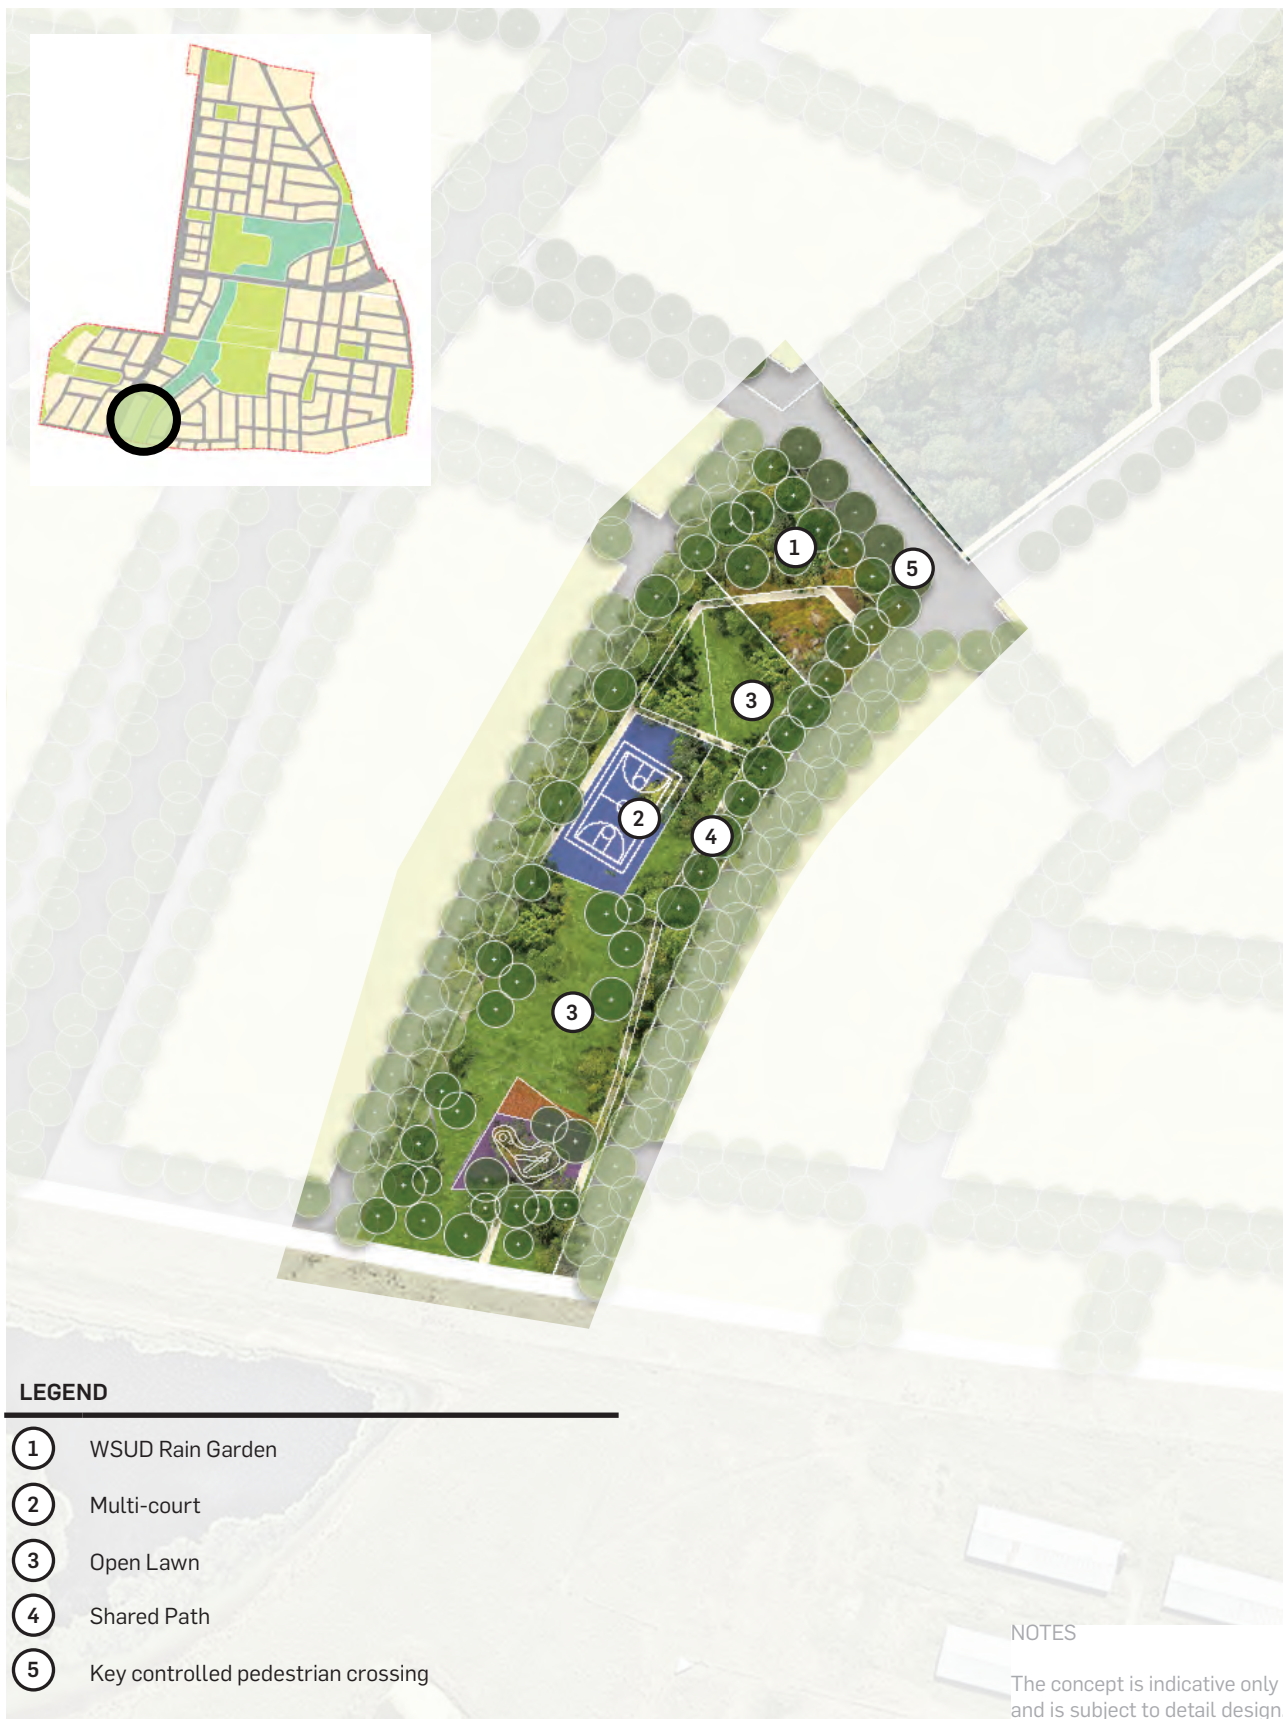 1
5
3
2
4
3
LEGEND
1 WSUD Rain Garden
2 Multi-court
3 Open Lawn
4 Shared Path
5 Key controlled pedestrian crossing
NOTES
The concept is indicative only
and is subject to detail design